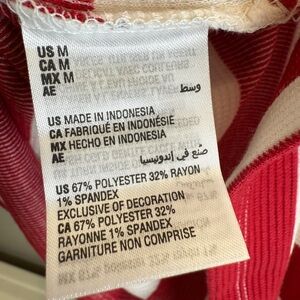 US M
CA M
MX M
AE وسط
US MADE IN INDONESIA
CA FABRIQUÉ EN INDONÉSIE
MX HECHO EN INDONESIA
AE صُنع في إندونيسيا
US 67% POLYESTER 32% RAYON
1% SPANDEX
EXCLUSIVE OF DECORATION
CA 67% POLYESTER 32%
RAYONNE 1% SPANDEX
GARNITURE NON COMPRISE